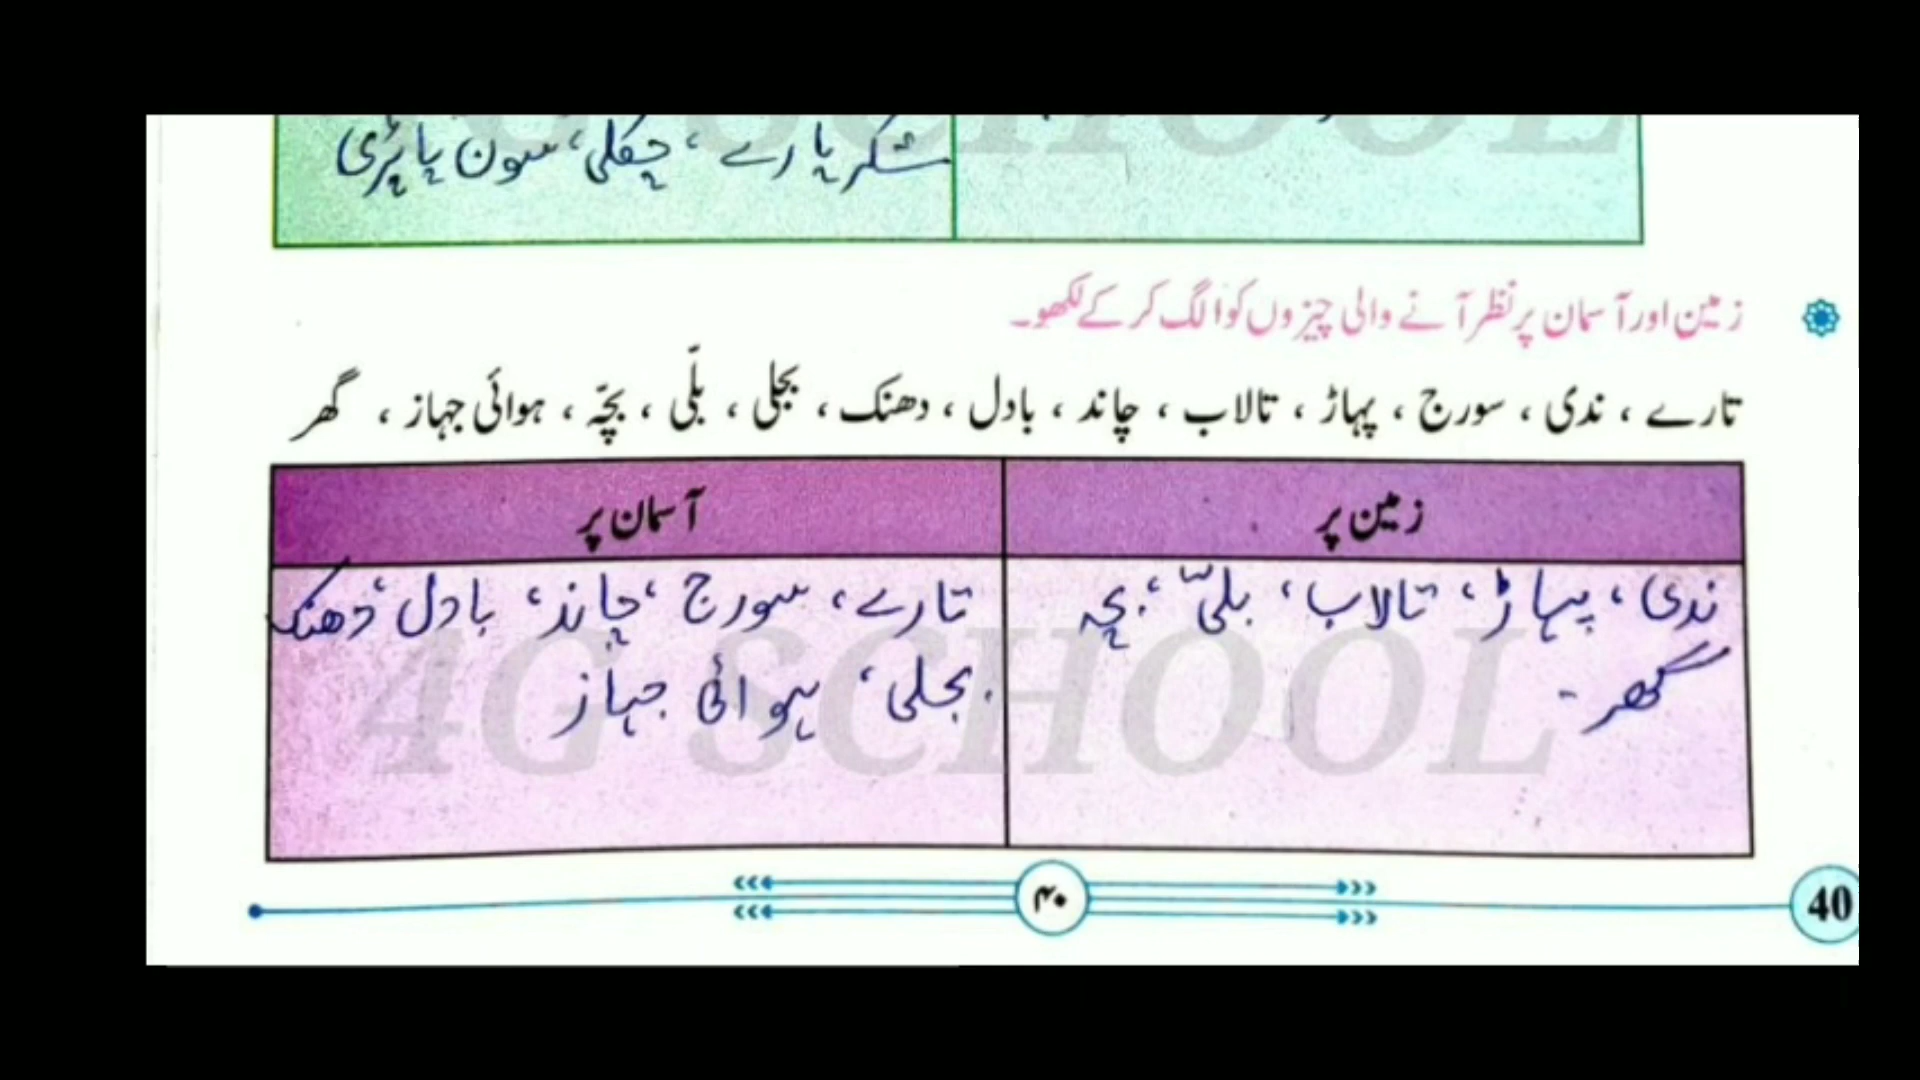 شکر پارے، چکلی، سون پاپڑی
زمین اور آسمان پر نظر آنے والی چیزوں کو الگ کر کے لکھو۔
تارے ، ندی ، سورج ، پہاڑ ، تالاب ، چاند ، بادل ، دھنک ، بجلی ، بلّی ، بچّہ ، ہوائی جہاز ، گھر
زمین پر
ندی، پہاڑ، تالاب، بلیّ، بچہ
گھر -
آسمان پر
تارے، سورج، چاند، بادل، دھنک
بجلی، ہوائی جہاز
4G SCHOOL
۴۰
40